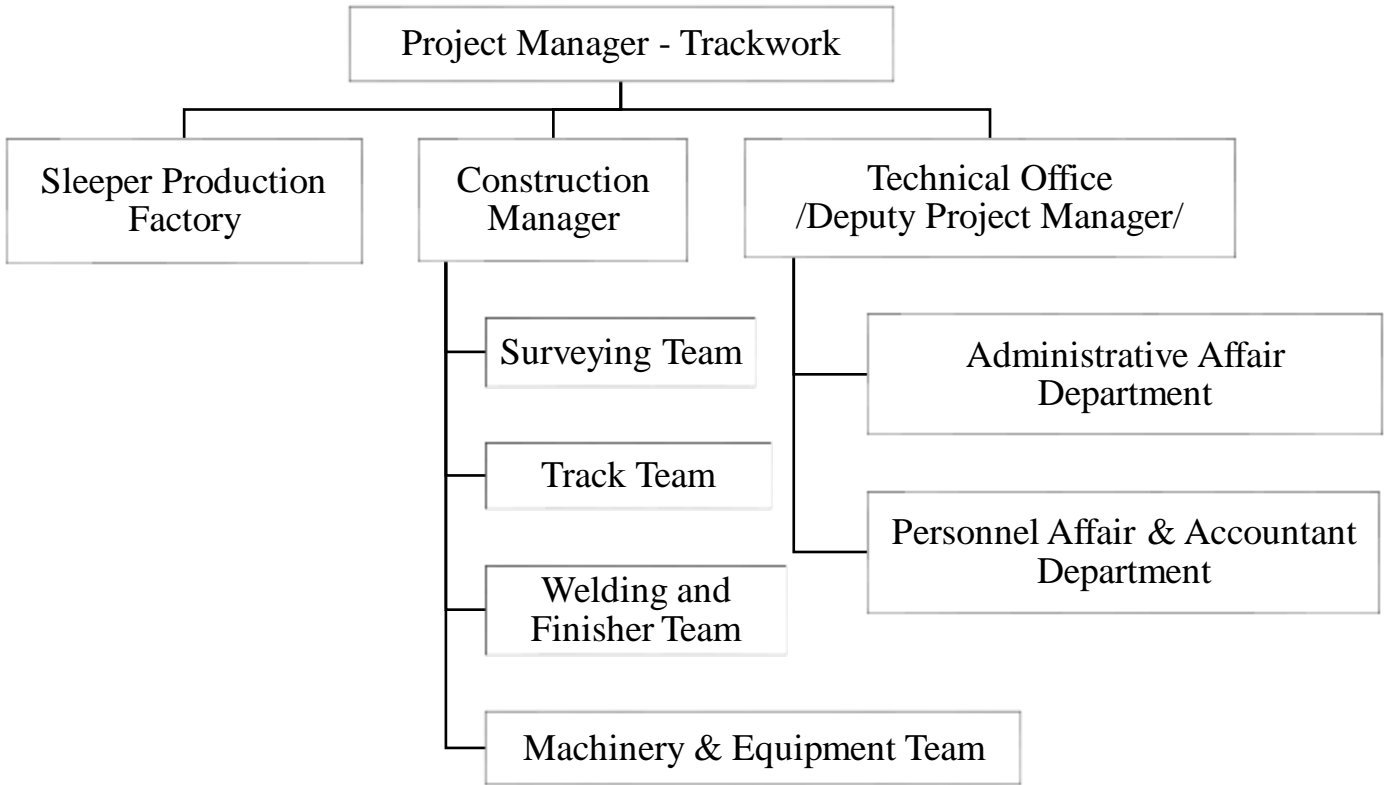 Project Manager - Trackwork
Sleeper Production
Factory
Construction
Manager
Technical Office
/Deputy Project Manager/
Surveying Team
Track Team
Welding and
Finisher Team
Machinery & Equipment Team
Administrative Affair
Department
Personnel Affair & Accountant
Department